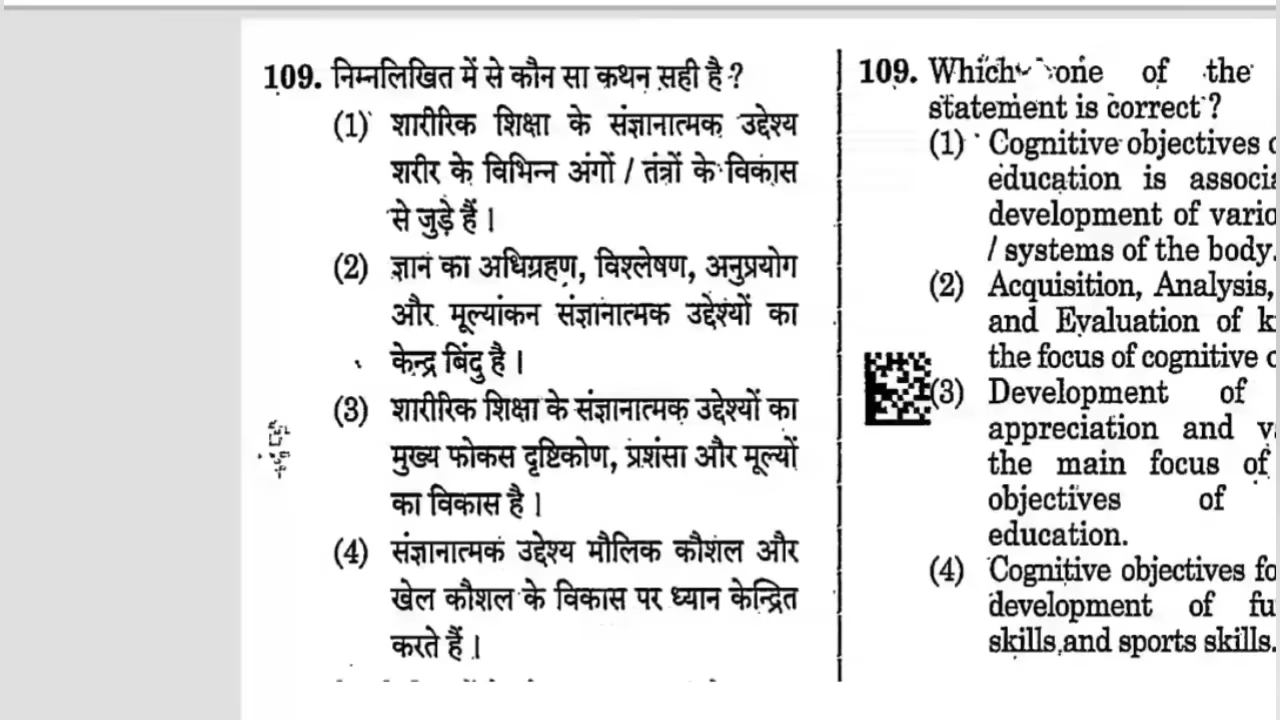 109. निम्नलिखित में से कौन सा कथन सही है ?
(1) शारीरिक शिक्षा के संज्ञानात्मक उद्देश्य
शरीर के विभिन्न अंगों / तंत्रों के विकास
से जुड़े हैं ।
(2) ज्ञान का अधिग्रहण, विश्लेषण, अनुप्रयोग
और मूल्यांकन संज्ञानात्मक उद्देश्यों का
केन्द्र बिंदु है ।
(3) शारीरिक शिक्षा के संज्ञानात्मक उद्देश्यों का
मुख्य फोकस दृष्टिकोण, प्रशंसा और मूल्यों
का विकास है ।
(4) संज्ञानात्मक उद्देश्य मौलिक कौशल और
खेल कौशल के विकास पर ध्यान केन्द्रित
करते हैं ।
109. Which one of the
statement is correct ?
(1) Cognitive objectives
education is
development of
/ systems of the body.
(2) Acquisition, Analysis,
and Evaluation of
the focus of cognitive
(3) Development of
appreciation and
the main focus of
objectives of
education.
(4) Cognitive objectives
development of
skills and sports skills.